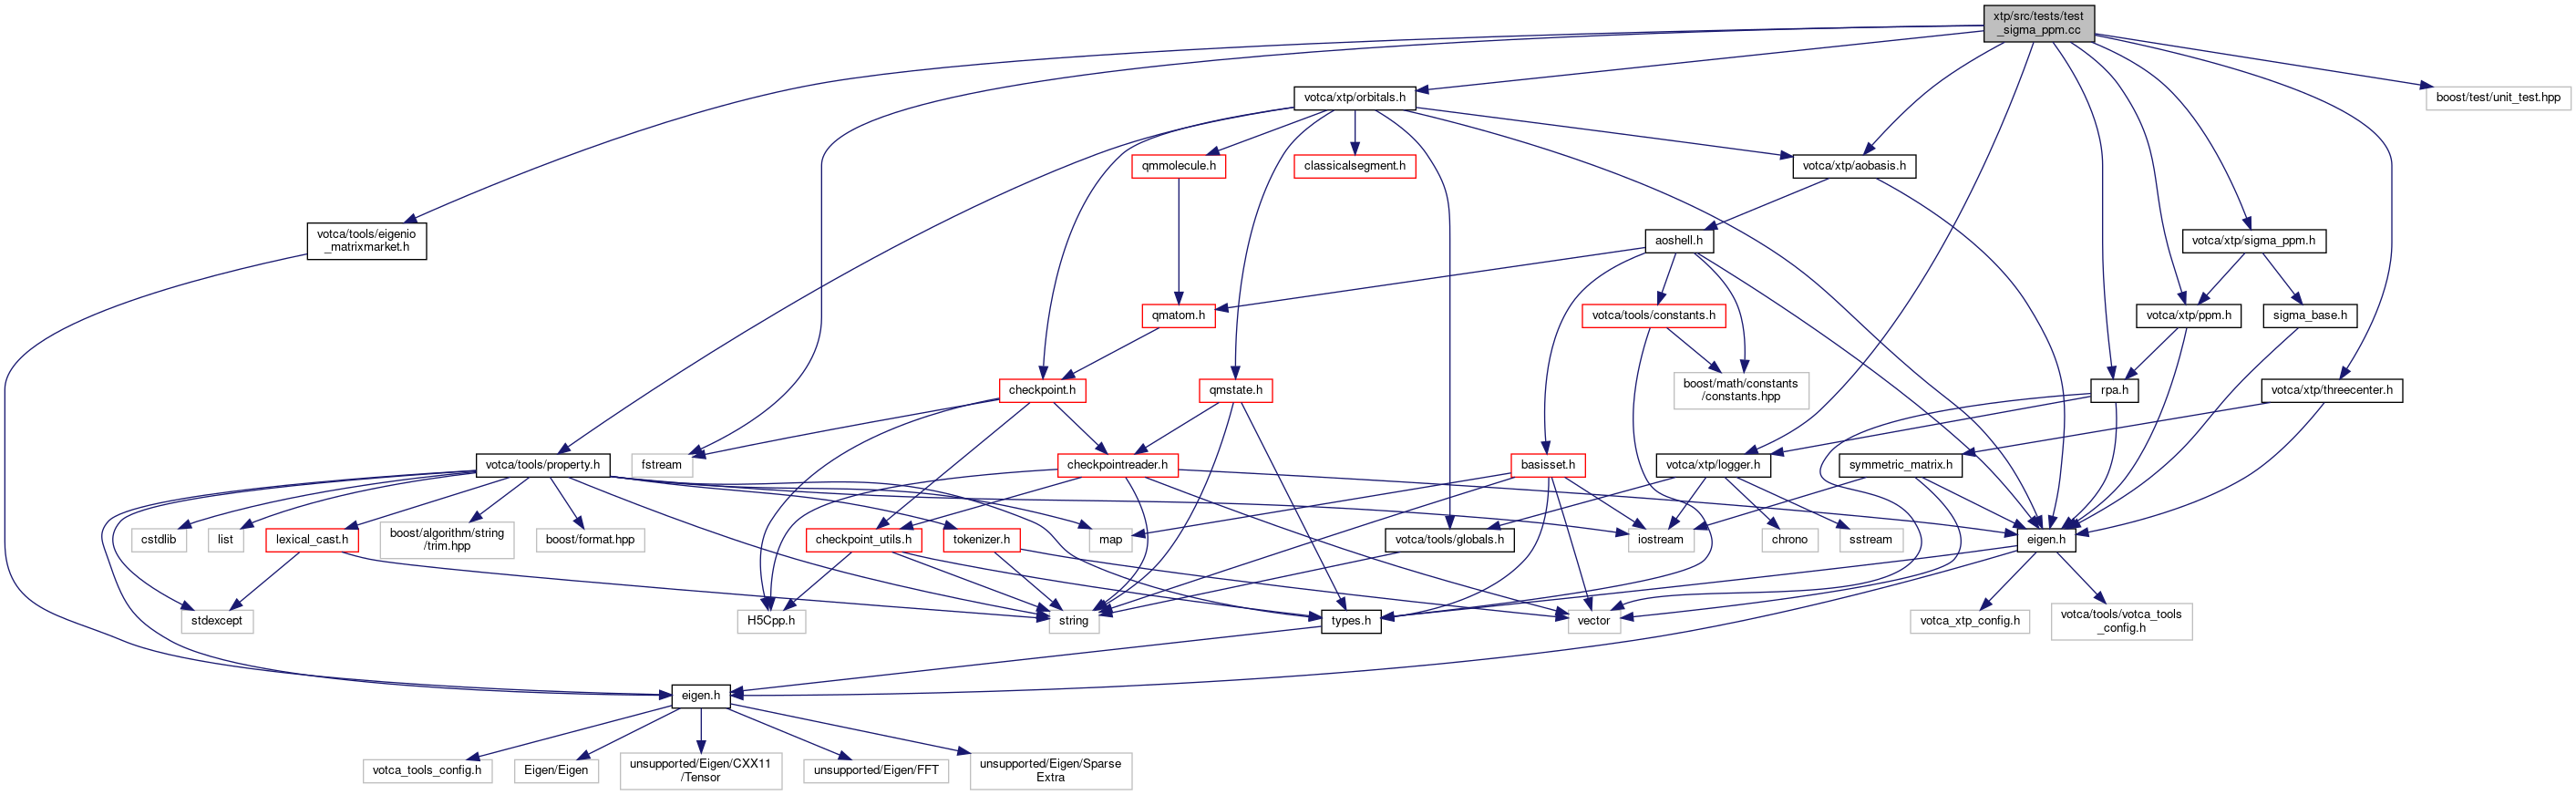 xtp/src/tests/test
_sigma_ppm.cc
votca/xtp/orbitals.h
boost/test/unit_test.hpp
qmmolecule.h
classicalsegment.h
votca/xtp/aobasis.h
votca/tools/eigenio
_matrixmarket.h
aoshell.h
votca/xtp/sigma_ppm.h
qmatom.h
votca/tools/constants.h
votca/xtp/ppm.h
sigma_base.h
checkpoint.h
qmstate.h
boost/math/constants
/constants.hpp
rpa.h
votca/xtp/threecenter.h
votca/tools/property.h
fstream
checkpointreader.h
basisset.h
votca/xtp/logger.h
symmetric_matrix.h
cstdlib
list
lexical_cast.h
boost/algorithm/string
/trim.hpp
boost/format.hpp
checkpoint_utils.h
tokenizer.h
map
votca/tools/globals.h
iostream
chrono
sstream
eigen.h
stdexcept
H5Cpp.h
string
types.h
vector
votca_xtp_config.h
votca/tools/votca_tools
_config.h
eigen.h
votca_tools_config.h
Eigen/Eigen
unsupported/Eigen/CXX11
/Tensor
unsupported/Eigen/FFT
unsupported/Eigen/Sparse
Extra